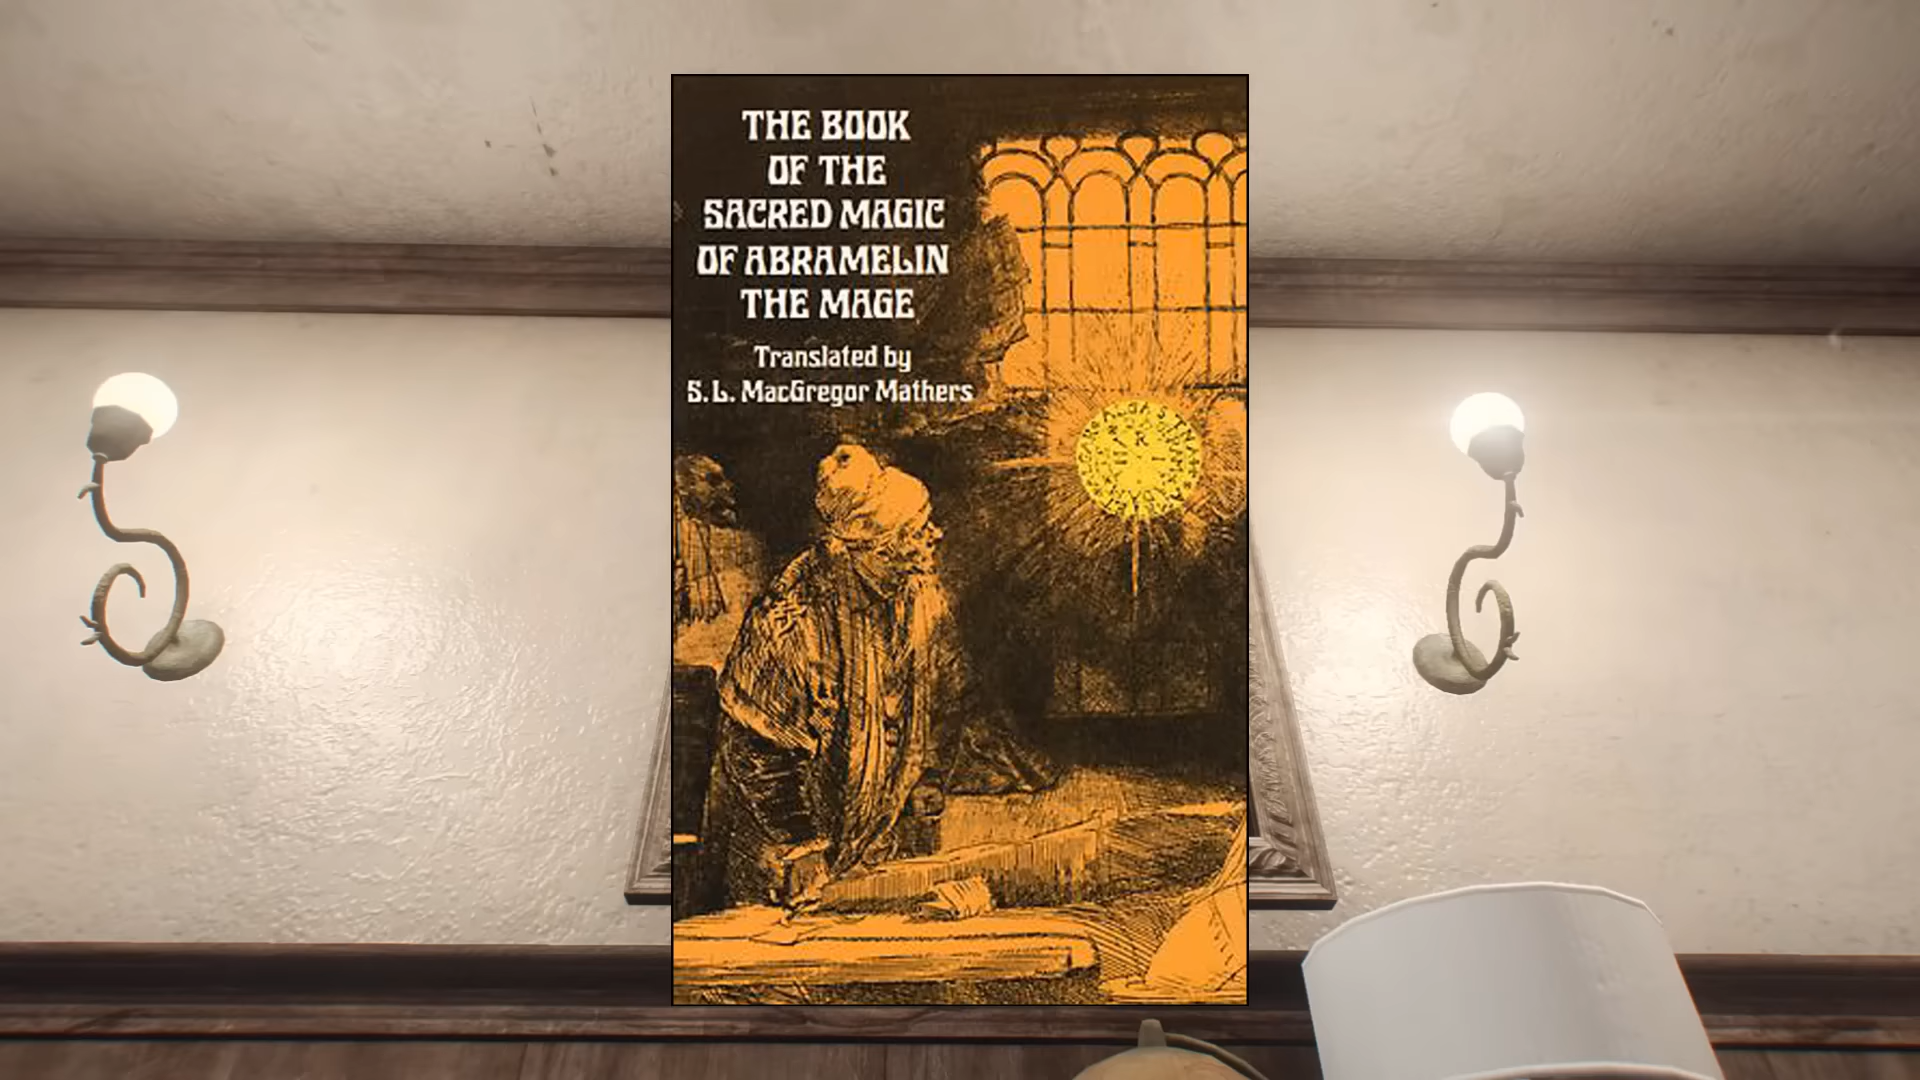 THE BOOK
OF THE
SACRED MAGIC
OF ABRAMELIN
THE MAGE
Translated by
S. L. MacGregor Mathers